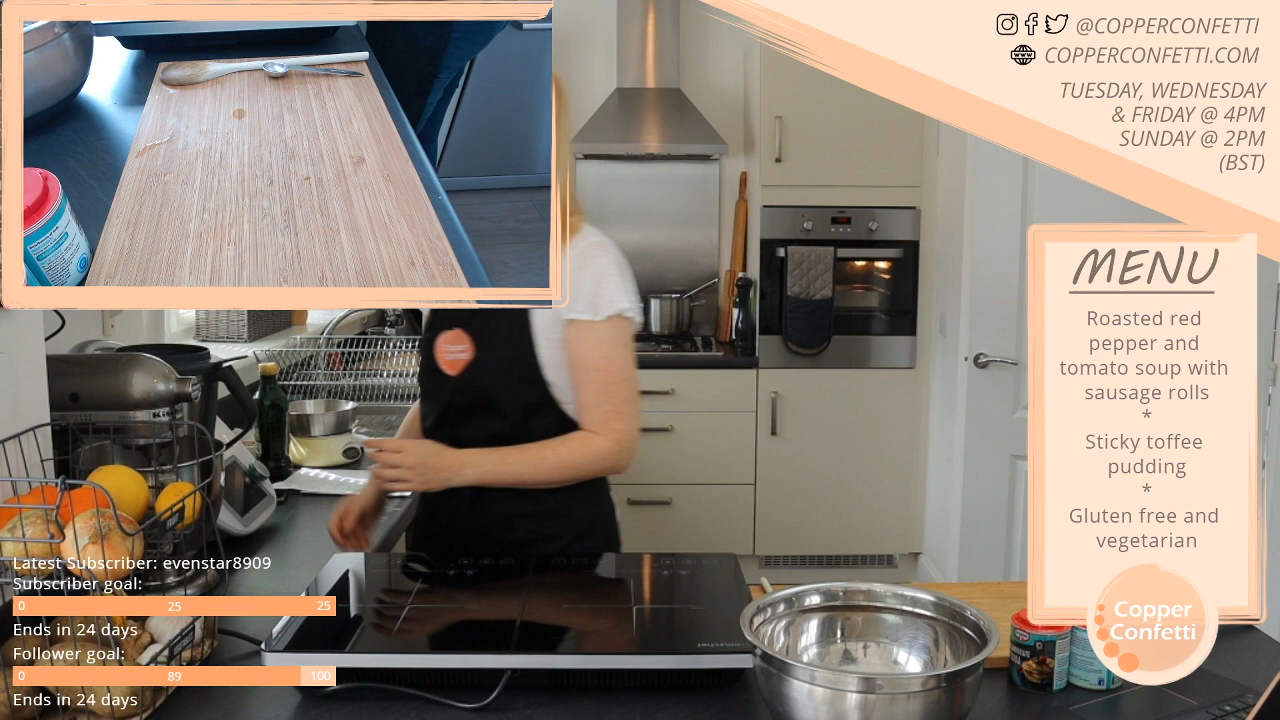 @COPPERCONFETTI
COPPERCONFETTI.COM
TUESDAY, WEDNESDAY
& FRIDAY @ 4PM
SUNDAY @ 2PM
(BST)
MENU
Roasted red
pepper and
tomato soup with
sausage rolls
*
Sticky toffee
pudding
*
Gluten free and
vegetarian
Copper
Confetti
Latest Subscriber: evenstar8909
Subscriber goal:
0 25 25
Ends in 24 days
Follower goal:
0 89 100
Ends in 24 days